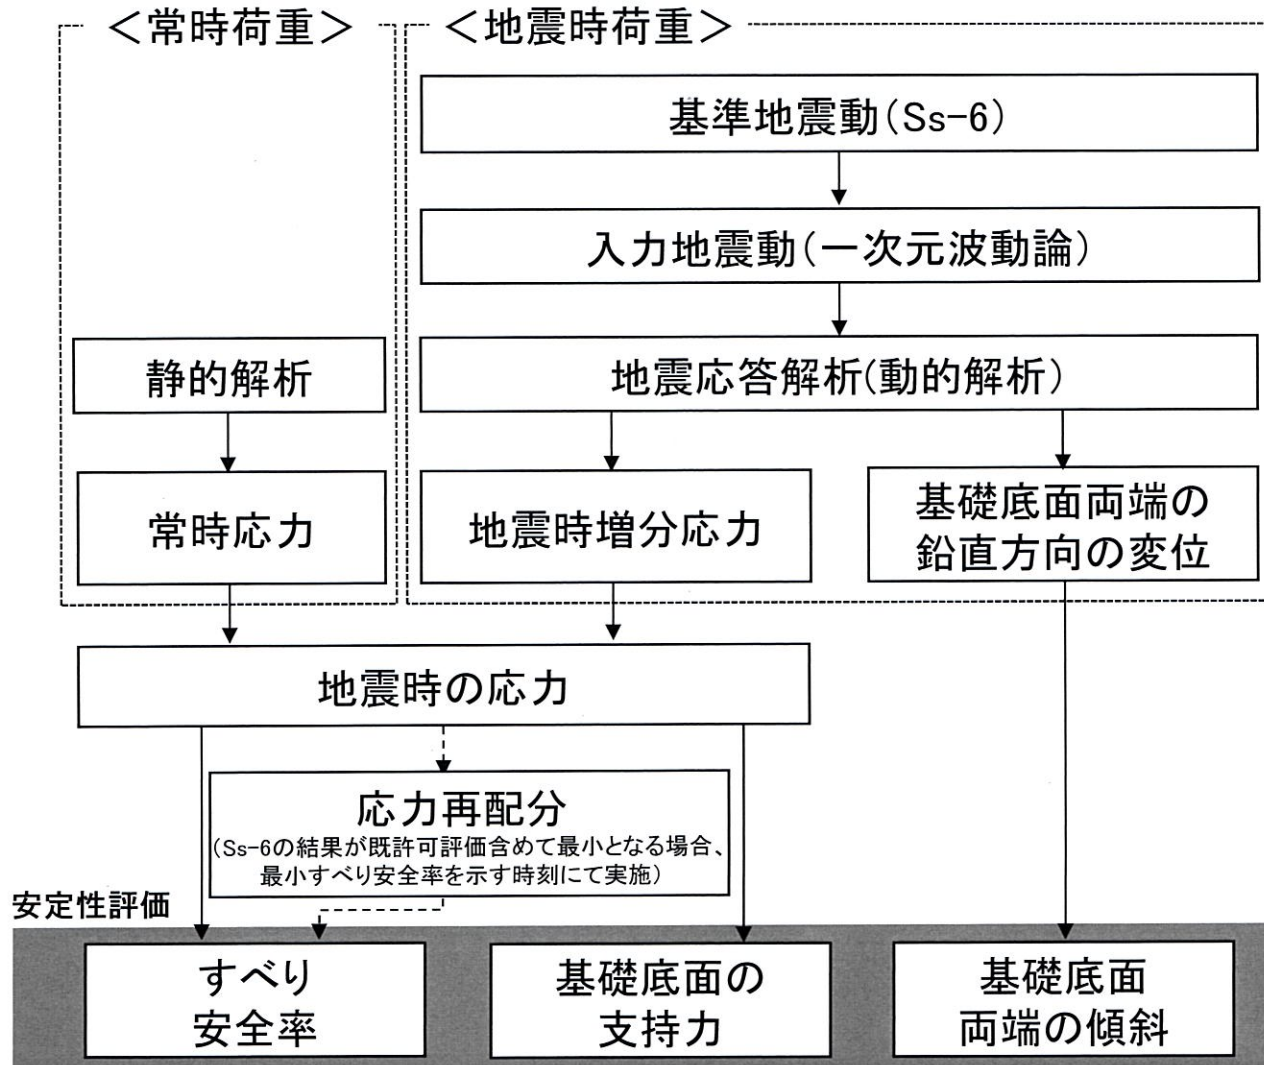 ＜常時荷重＞
＜地震時荷重＞
基準地震動(Ss-6)
入力地震動(一次元波動論)
静的解析
地震応答解析(動的解析)
常時応力
地震時増分応力
基礎底面両端の
鉛直方向の変位
地震時の応力
応力再配分
(Ss-6の結果が既許可評価含めて最小となる場合、
最小すべり安全率を示す時刻にて実施)
安定性評価
すべり
安全率
基礎底面の
支持力
基礎底面
両端の傾斜